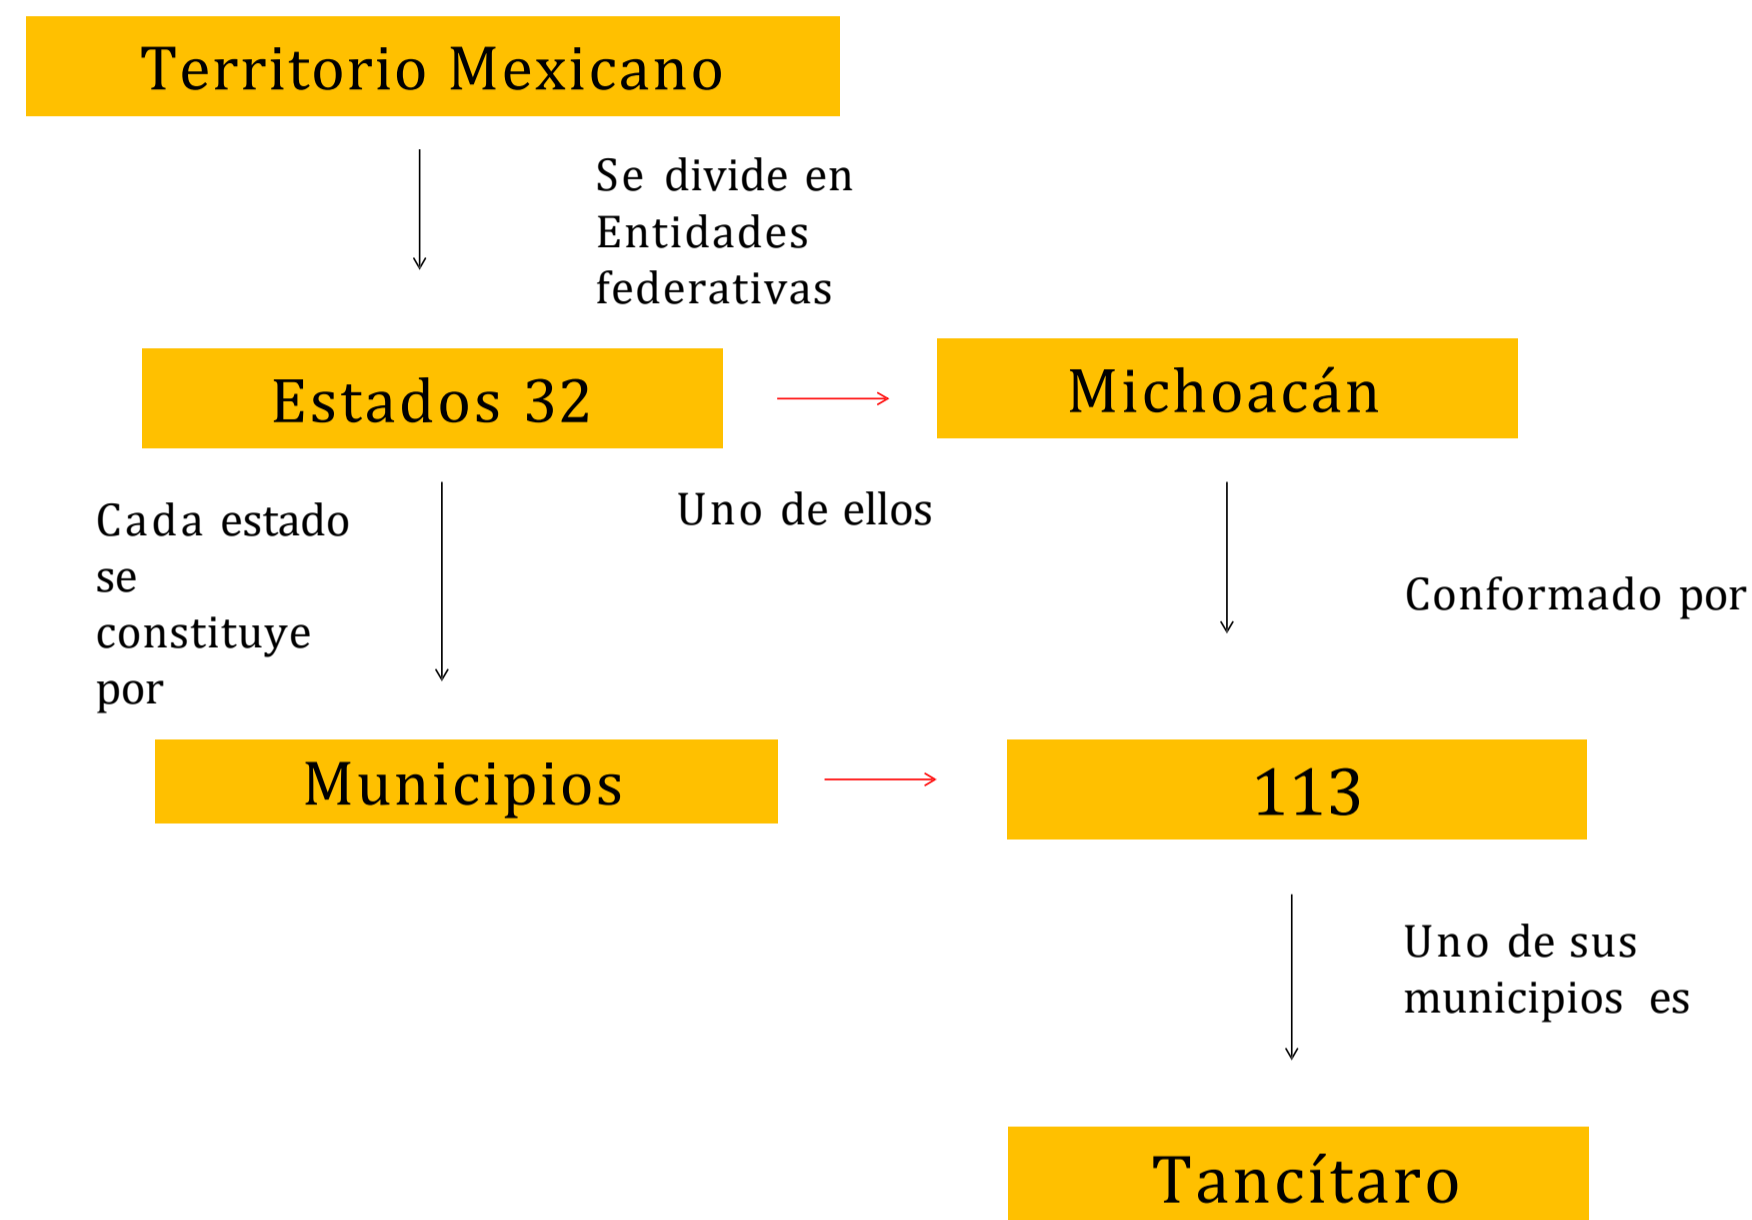 Territorio Mexicano
Se divide en
Entidades
federativas
Estados 32
Michoacán
Uno de ellos
Cada estado
se
constituye
por
Conformado por
Municipios
113
Uno de sus
municipios es
Tancítaro